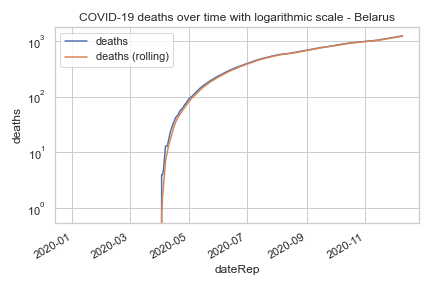 COVID-19 deaths over time with logarithmic scale - Belarus
deaths
deaths (rolling)
10³
10²
10¹
10⁰
deaths
2020-01
2020-03
2020-05
2020-07
2020-09
2020-11
dateRep